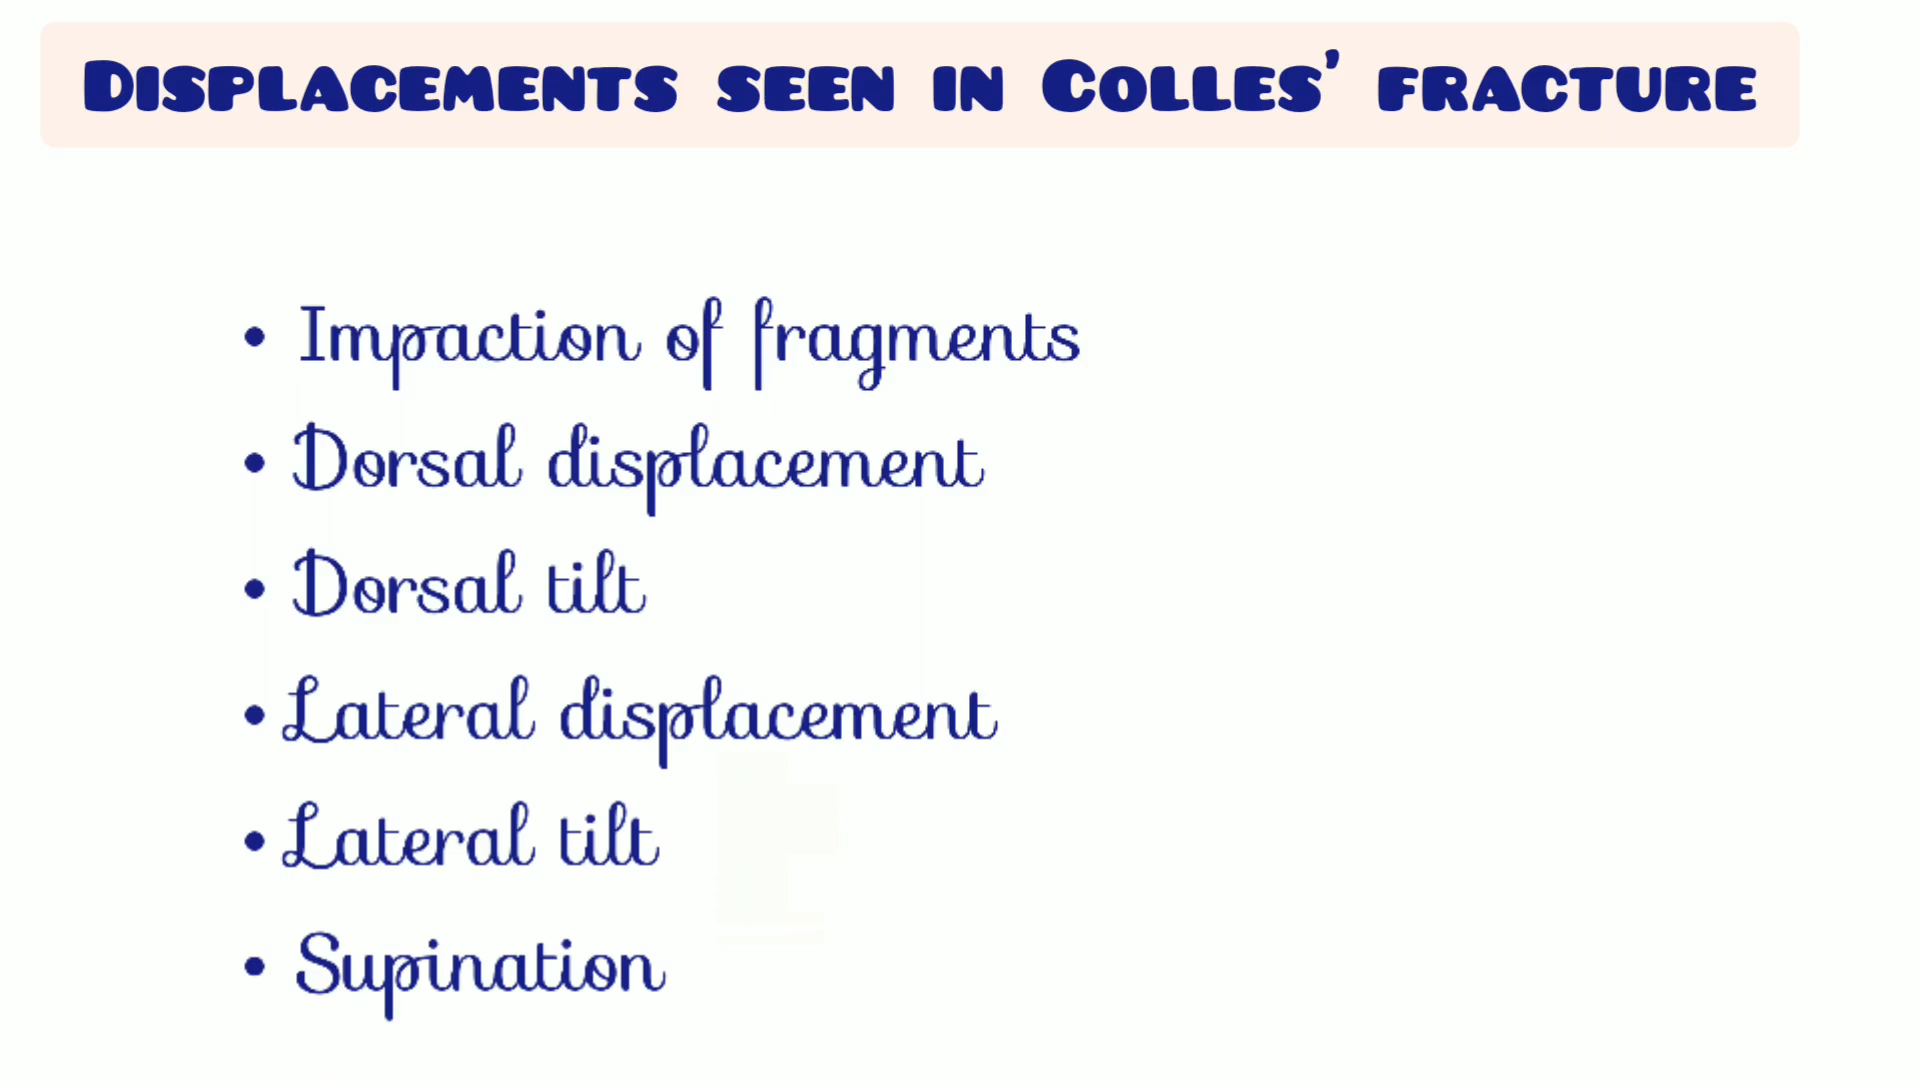 Displacements seen in Colles' fracture
• Impaction of fragments
• Dorsal displacement
• Dorsal tilt
• Lateral displacement
• Lateral tilt
• Supination